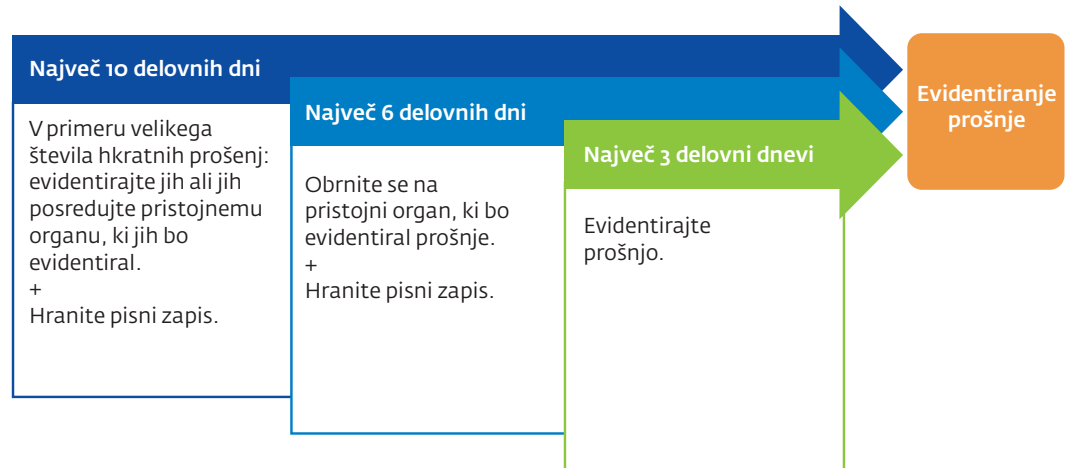 Največ 10 delovnih dni
V primeru velikega
števila hkratnih prošenj:
evidentirajte jih ali jih
posredujte pristojnemu
organu, ki jih bo
evidentiral.
+
Hranite pisni zapis.
Največ 6 delovnih dni
Obrnite se na
pristojni organ, ki bo
evidentiral prošnje.
+
Hranite pisni zapis.
Največ 3 delovni dnevi
Evidentirajte
prošnjo.
Evidentiranje
prošnje